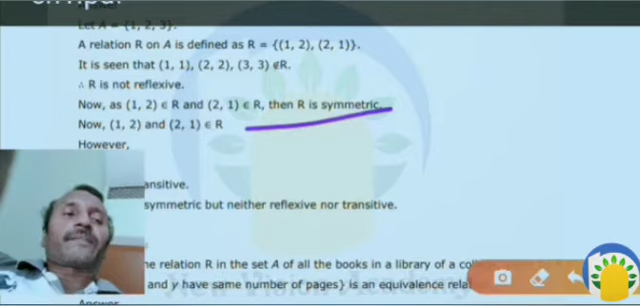 Let A = {1, 2, 3}.
A relation R on A is defined as R = {(1, 2), (2, 1)}.
It is seen that (1, 1), (2, 2), (3, 3) ∉R.
∴ R is not reflexive.
Now, as (1, 2) ∈ R and (2, 1) ∈ R, then R is symmetric.
Now, (1, 2) and (2, 1) ∈ R
However,
ansitive.
symmetric but neither reflexive nor transitive.
he relation R in the set A of all the books in a library of a col
and y have same number of pages} is an equivalence rela
Answer